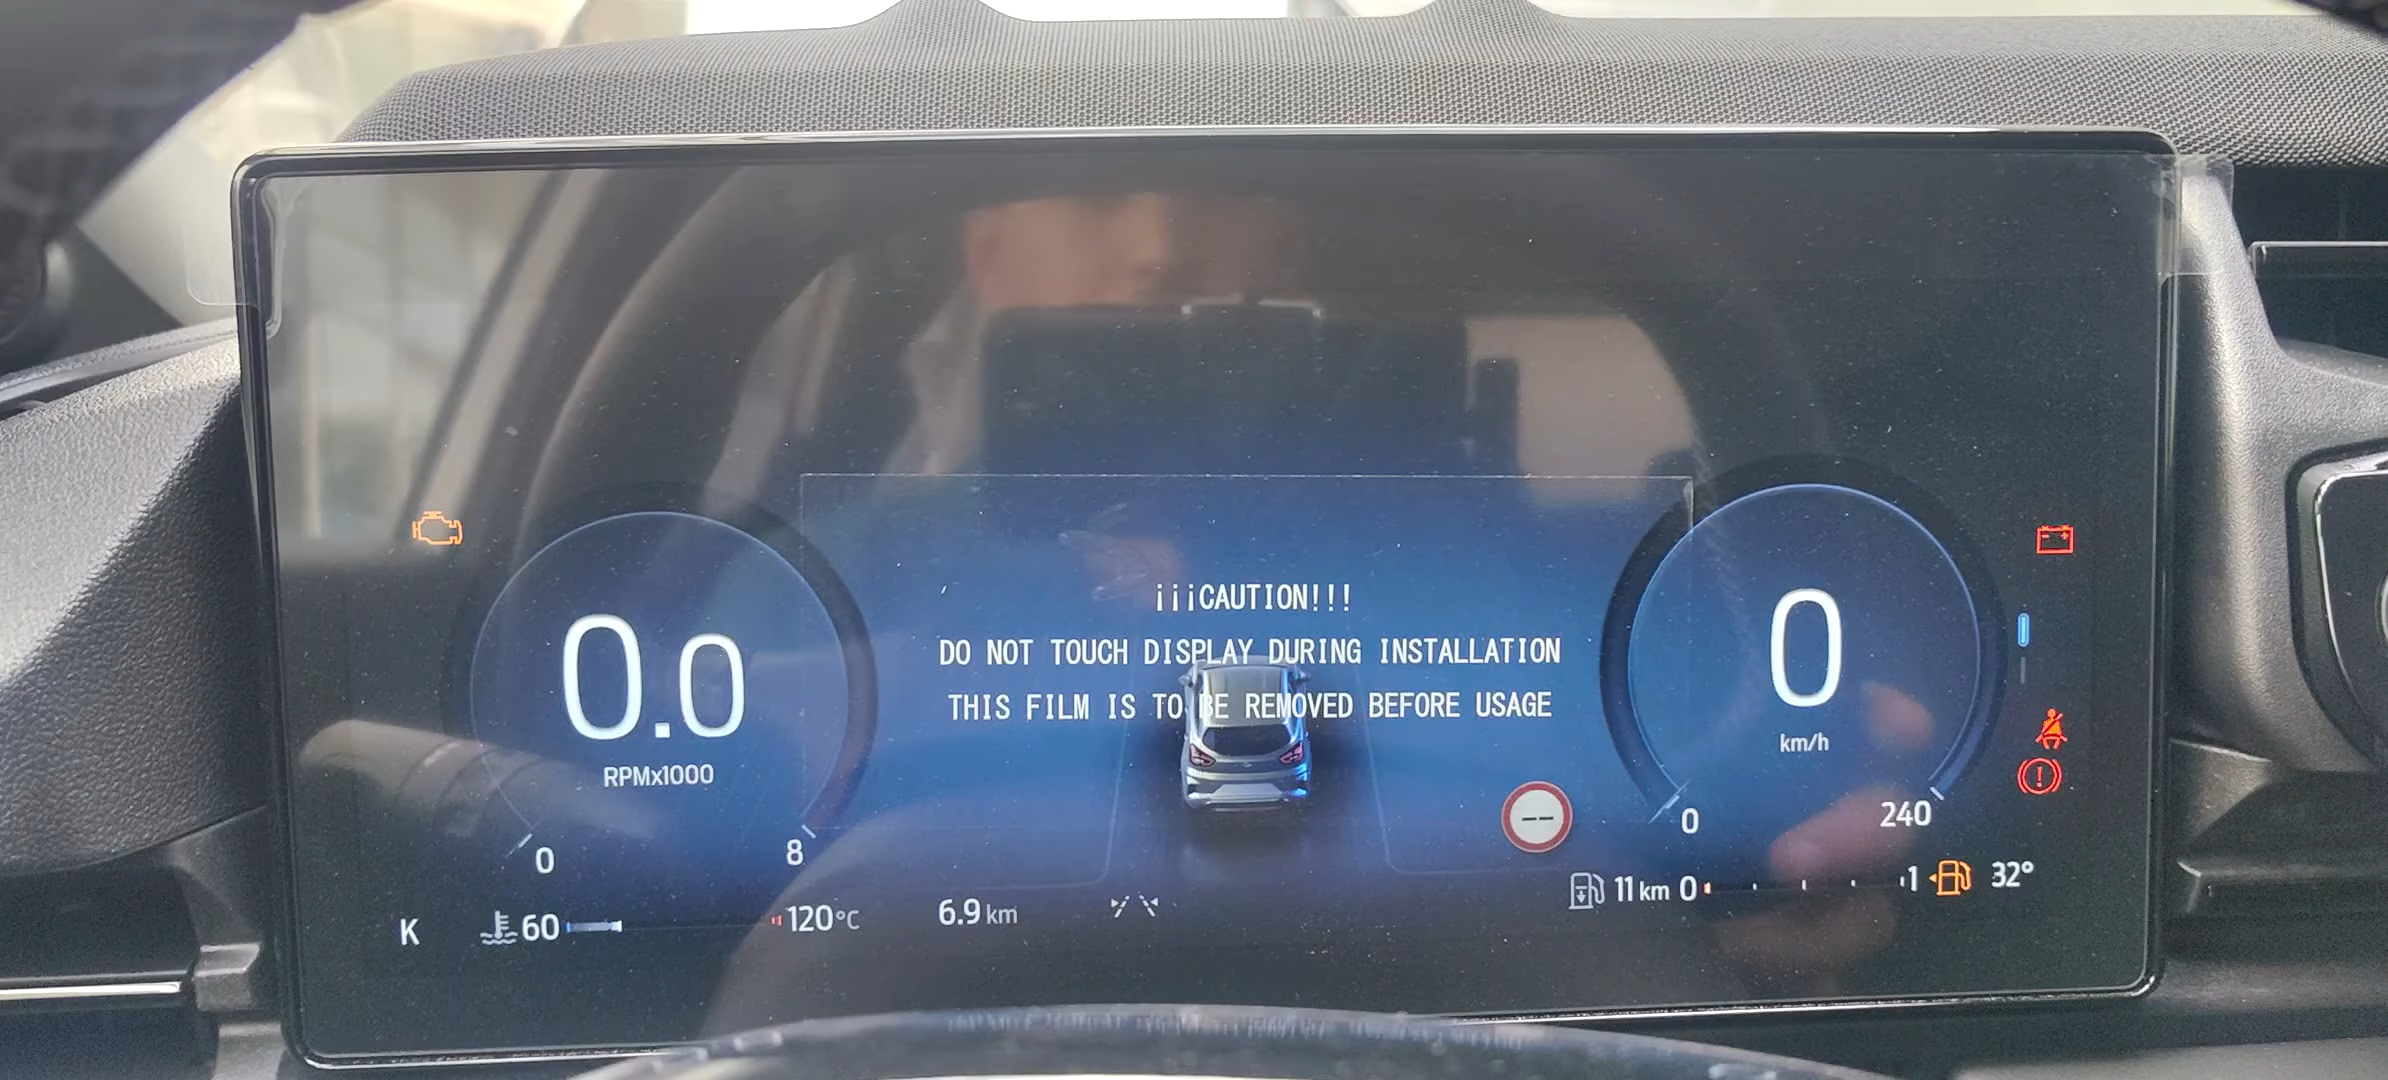 ¡¡¡CAUTION!!!
DO NOT TOUCH DISPLAY DURING INSTALLATION
THIS FILM IS TO BE REMOVED BEFORE USAGE
0.0
RPMx1000
0 8
0
km/h
0 240
--
K 60 120°C 6.9 km
11 km 0 1 32°